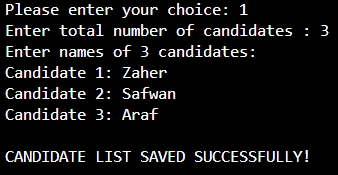 Please enter your choice: 1
Enter total number of candidates : 3
Enter names of 3 candidates:
Candidate 1: Zaher
Candidate 2: Safwan
Candidate 3: Araf
CANDIDATE LIST SAVED SUCCESSFULLY!